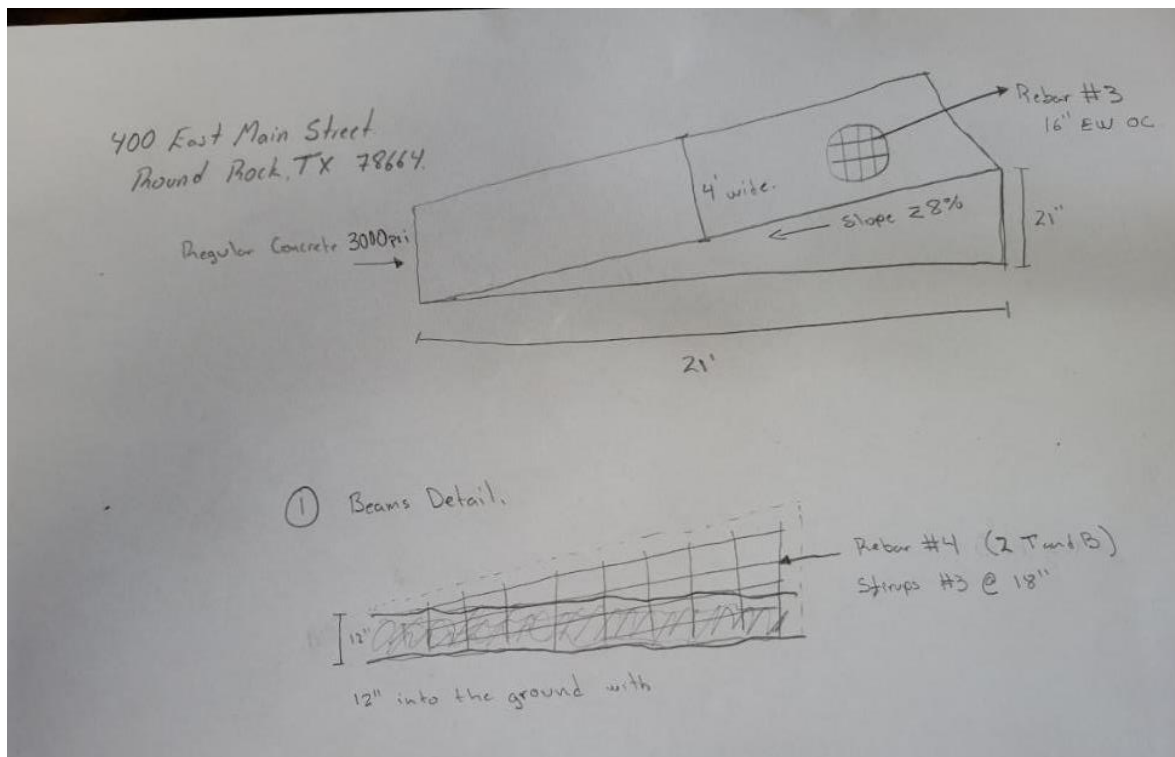 400 East Main Street
Round Rock, TX 78664.
Rebar #3
16" EW OC
4' wide.
Slope ≥8%
21"
Regular Concrete 3000psi
21'
① Beams Detail.
Rebar #4 (2 T and B)
Stirups #3 @ 18"
12"
12" into the ground with